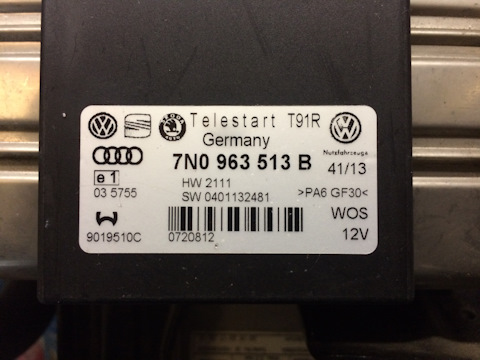 Telestart T91R
Germany
Nutzfahrzeuge
7N0 963 513 B
41/13
e1
HW 2111
03 5755
SW 0401132481
>PA6 GF30<
WOS
9019510C
0720812
12V